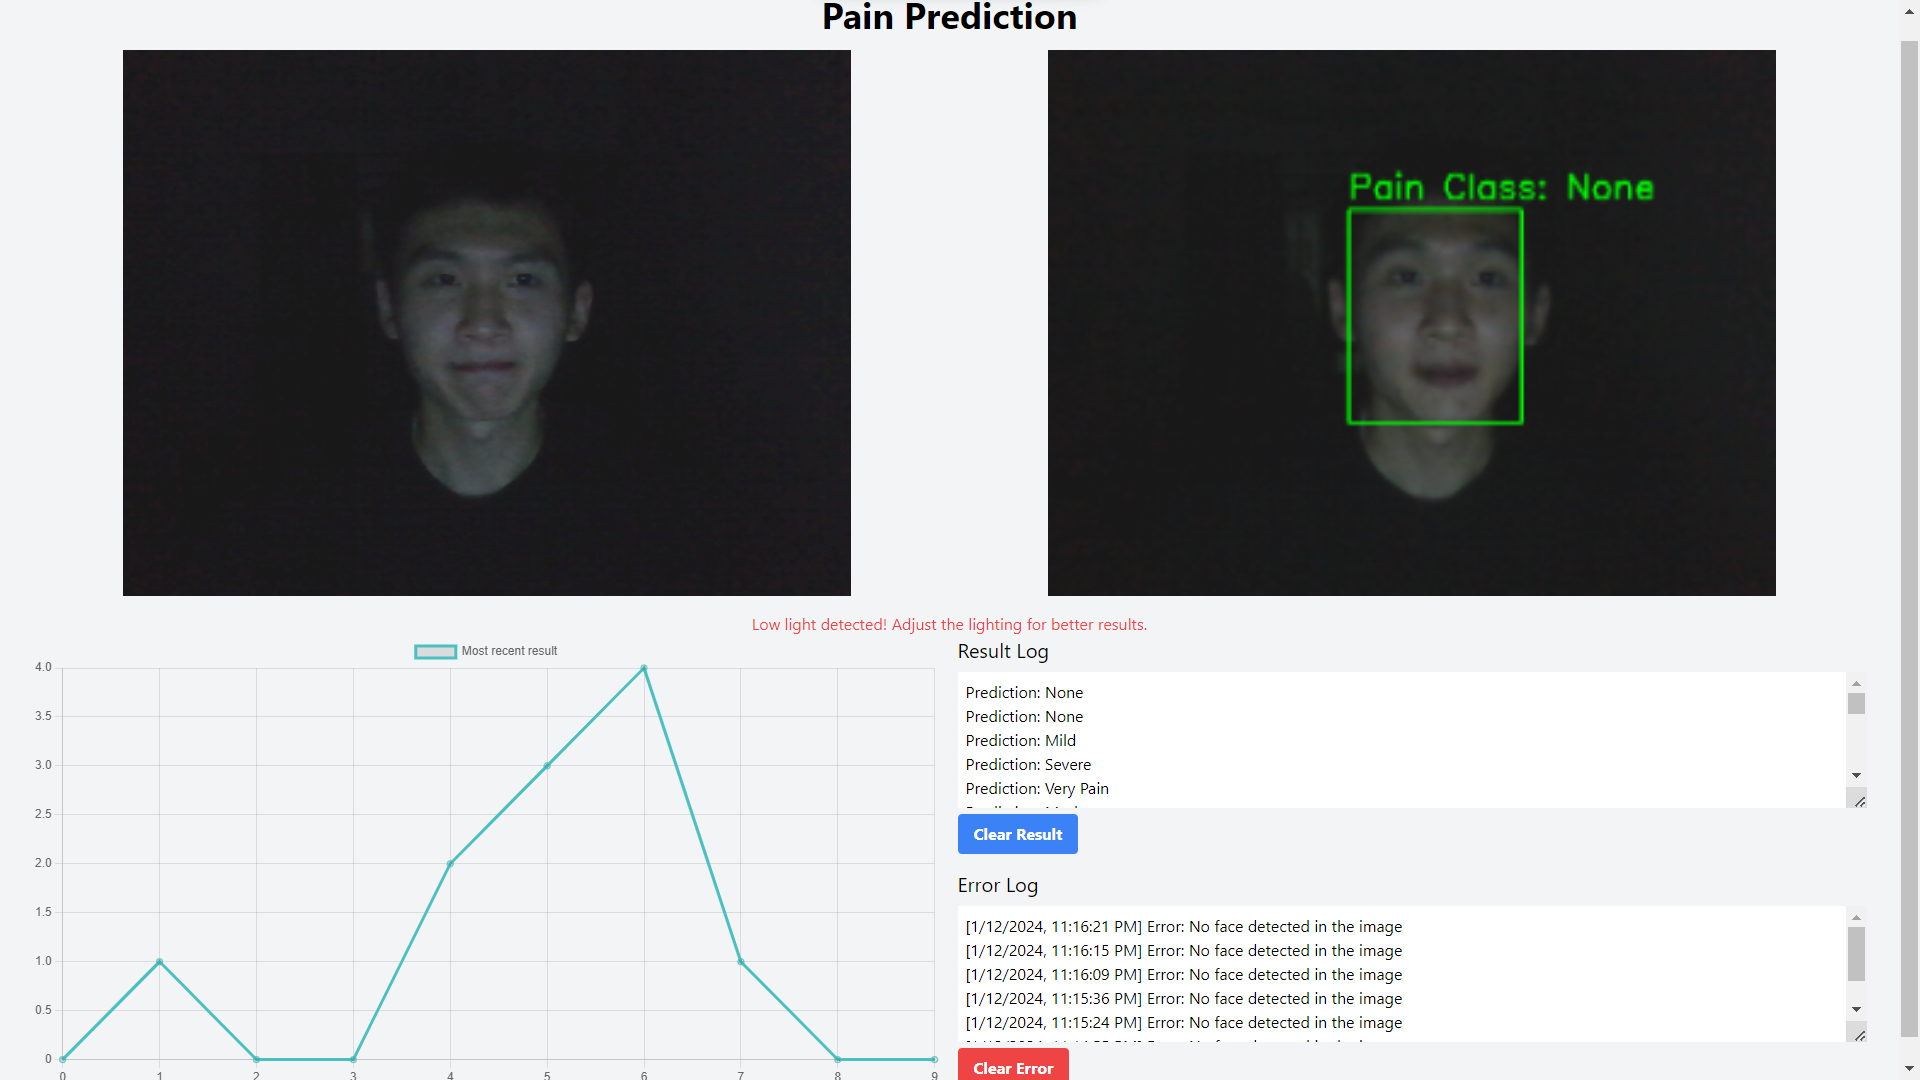 Pain Prediction
Pain Class: None
Low light detected! Adjust the lighting for better results.
Most recent result
4.0
3.5
3.0
2.5
2.0
1.5
1.0
0.5
0
0 1 2 3 4 5 6 7 8 9
Result Log
Prediction: None
Prediction: None
Prediction: Mild
Prediction: Severe
Prediction: Very Pain
Clear Result
Error Log
[1/12/2024, 11:16:21 PM] Error: No face detected in the image
[1/12/2024, 11:16:15 PM] Error: No face detected in the image
[1/12/2024, 11:16:09 PM] Error: No face detected in the image
[1/12/2024, 11:15:36 PM] Error: No face detected in the image
[1/12/2024, 11:15:24 PM] Error: No face detected in the image
Clear Error